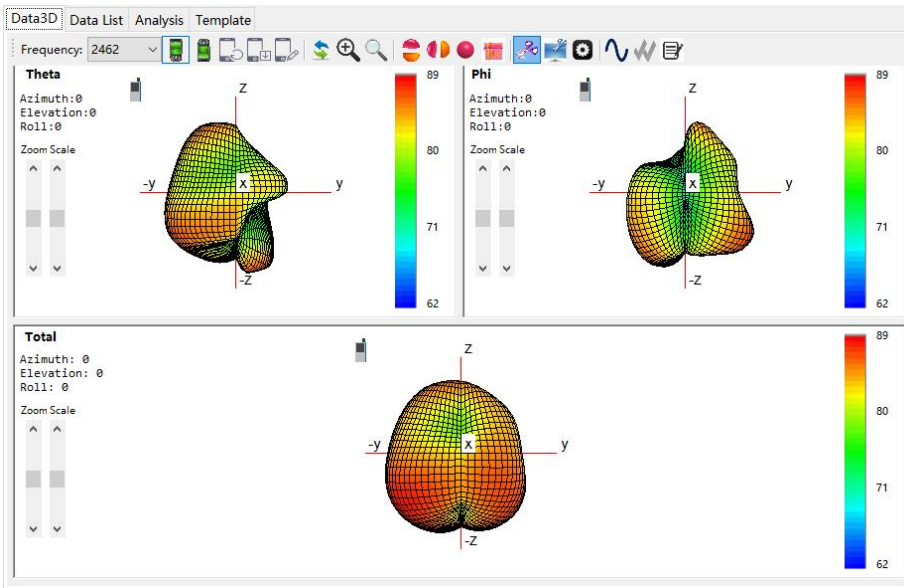 Data3D Data List Analysis Template
Frequency: 2462
Theta
Azimuth:0
Elevation:0
Roll:0
Zoom Scale
Z
-y
x
y
-Z
89
80
71
62
Phi
Azimuth:0
Elevation:0
Roll:0
Zoom Scale
Z
-y
x
y
-Z
89
80
71
62
Total
Azimuth: 0
Elevation: 0
Roll: 0
Zoom Scale
Z
-y
x
y
-Z
89
80
71
62